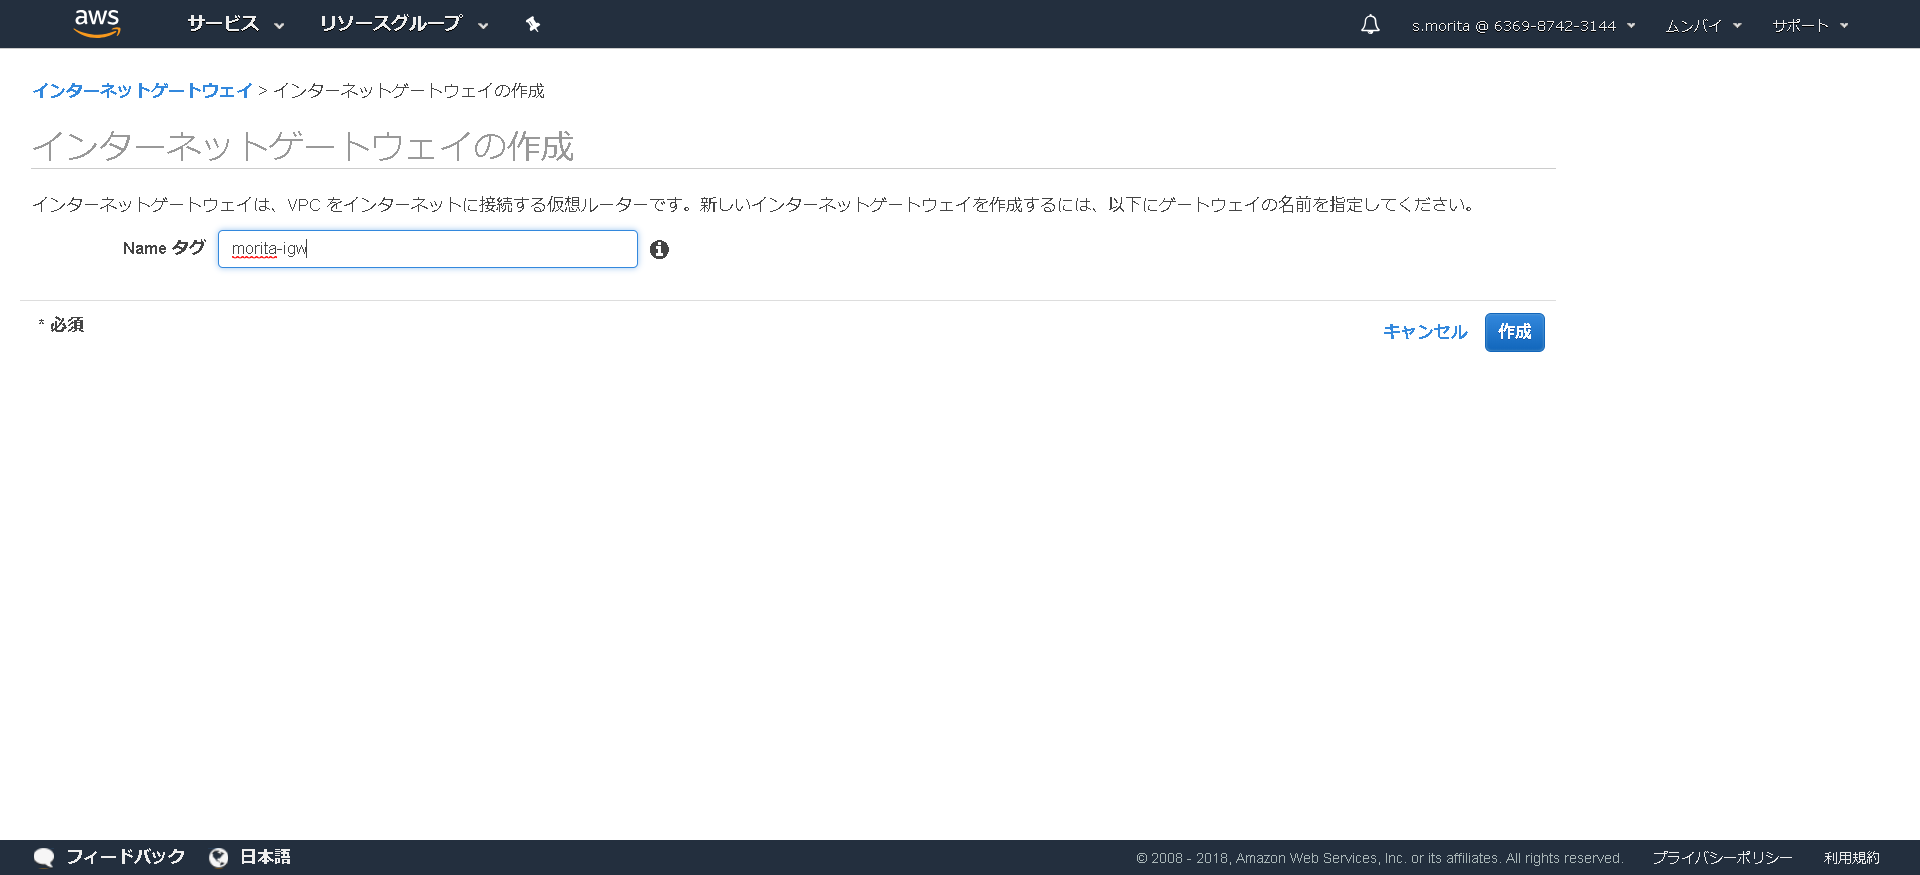 aws サービス リソースグループ s.morita @ 6369-8742-3144 ムンバイ サポート
インターネットゲートウェイ > インターネットゲートウェイの作成
インターネットゲートウェイの作成
インターネットゲートウェイは、VPC をインターネットに接続する仮想ルーターです。新しいインターネットゲートウェイを作成するには、以下にゲートウェイの名前を指定してください。
Name タグ morita-igw
* 必須 キャンセル 作成
フィードバック 日本語 © 2008 - 2018, Amazon Web Services, Inc. or its affiliates. All rights reserved. プライバシーポリシー 利用規約